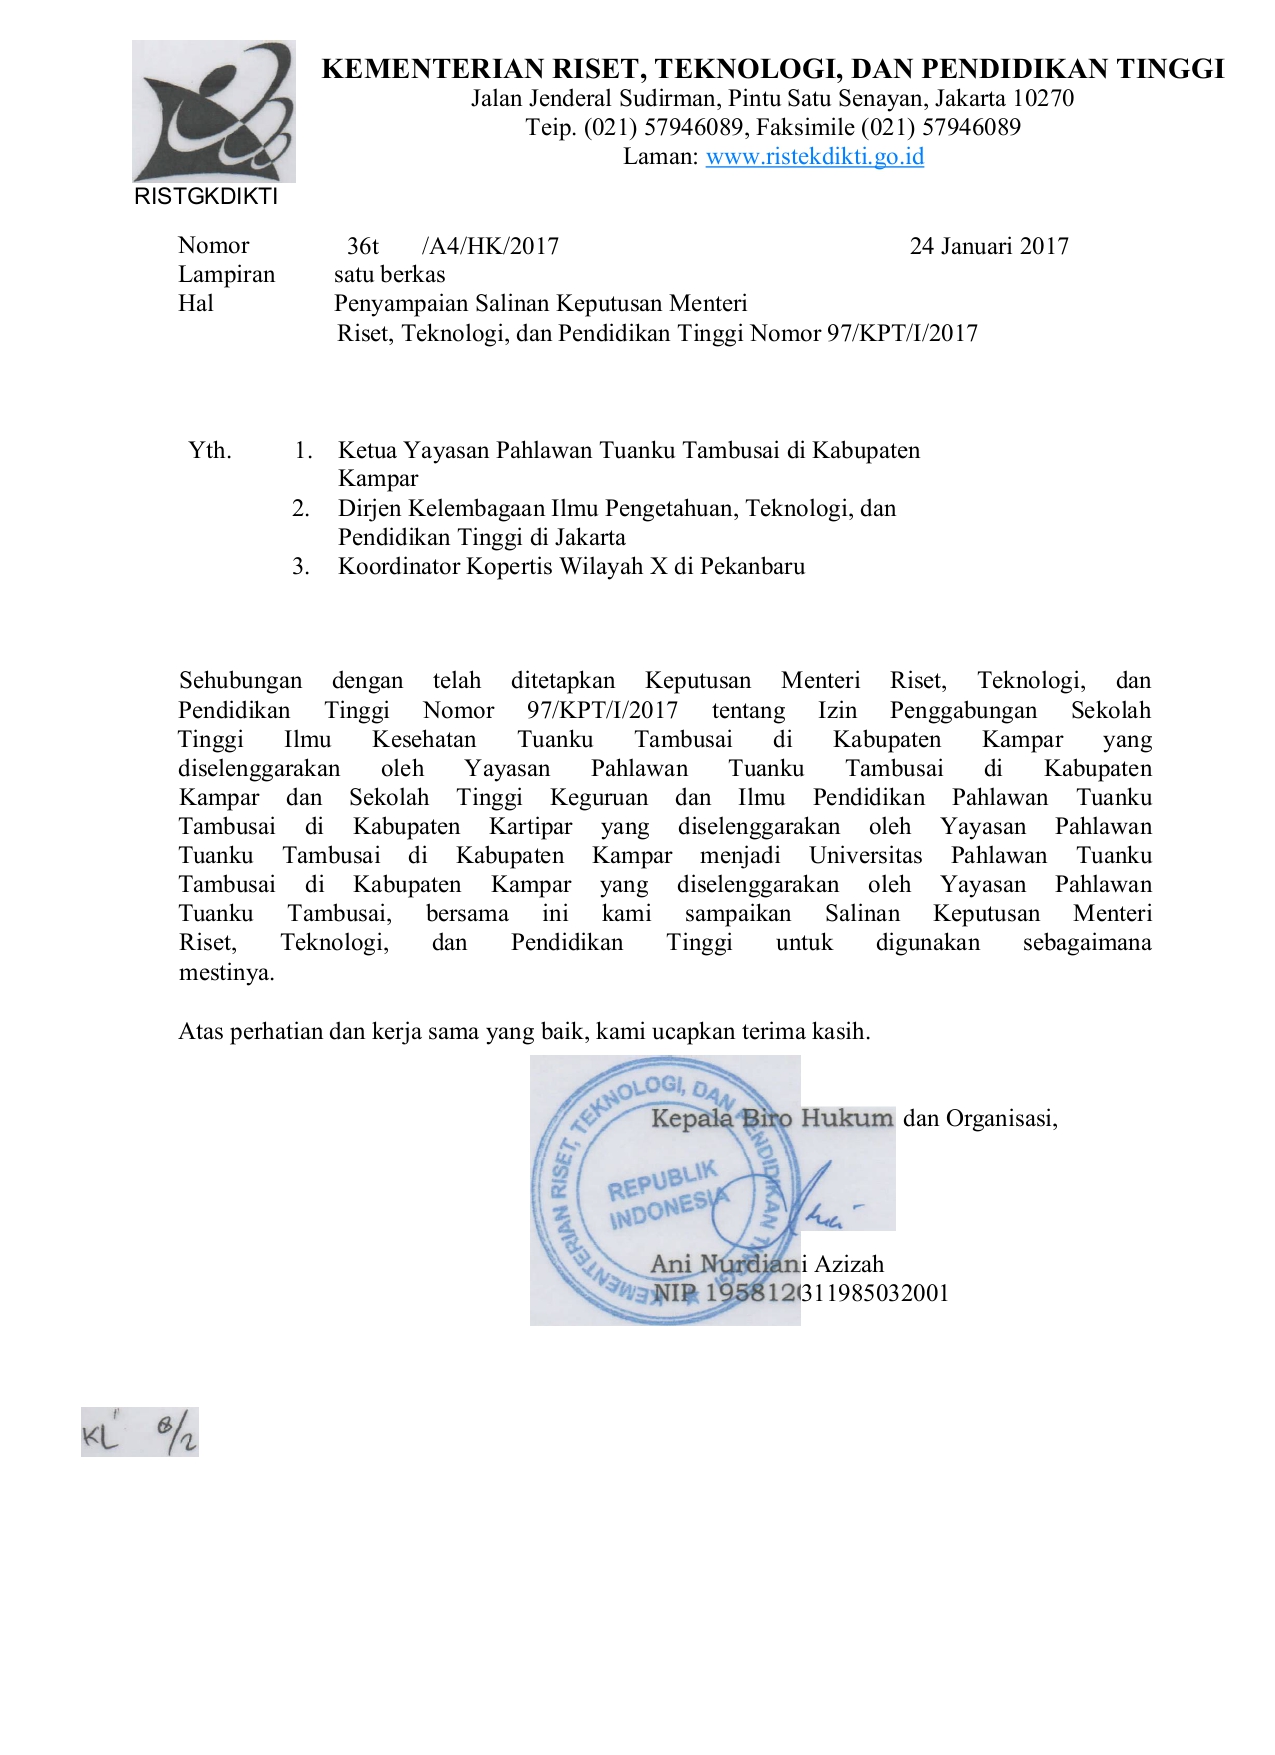 KEMENTERIAN RISET, TEKNOLOGI, DAN PENDIDIKAN TINGGI
Jalan Jenderal Sudirman, Pintu Satu Senayan, Jakarta 10270
Teip. (021) 57946089, Faksimile (021) 57946089
Laman: www.ristekdikti.go.id
RISTGKDIKTI
Nomor 36t /A4/HK/2017 24 Januari 2017
Lampiran satu berkas
Hal Penyampaian Salinan Keputusan Menteri
Riset, Teknologi, dan Pendidikan Tinggi Nomor 97/KPT/I/2017
Yth. 1. Ketua Yayasan Pahlawan Tuanku Tambusai di Kabupaten
Kampar
2. Dirjen Kelembagaan Ilmu Pengetahuan, Teknologi, dan
Pendidikan Tinggi di Jakarta
3. Koordinator Kopertis Wilayah X di Pekanbaru
Sehubungan dengan telah ditetapkan Keputusan Menteri Riset, Teknologi, dan
Pendidikan Tinggi Nomor 97/KPT/I/2017 tentang Izin Penggabungan Sekolah
Tinggi Ilmu Kesehatan Tuanku Tambusai di Kabupaten Kampar yang
diselenggarakan oleh Yayasan Pahlawan Tuanku Tambusai di Kabupaten
Kampar dan Sekolah Tinggi Keguruan dan Ilmu Pendidikan Pahlawan Tuanku
Tambusai di Kabupaten Kartipar yang diselenggarakan oleh Yayasan Pahlawan
Tuanku Tambusai di Kabupaten Kampar menjadi Universitas Pahlawan Tuanku
Tambusai di Kabupaten Kampar yang diselenggarakan oleh Yayasan Pahlawan
Tuanku Tambusai, bersama ini kami sampaikan Salinan Keputusan Menteri
Riset, Teknologi, dan Pendidikan Tinggi untuk digunakan sebagaimana
mestinya.
Atas perhatian dan kerja sama yang baik, kami ucapkan terima kasih.
Kepala Biro Hukum dan Organisasi,
KEMENTERIAN RISET, TEKNOLOGI, DAN PENDIDIKAN TINGGI
REPUBLIK
INDONESIA
Ani Nurdiani Azizah
NIP 195812011985032001
KL 8/2